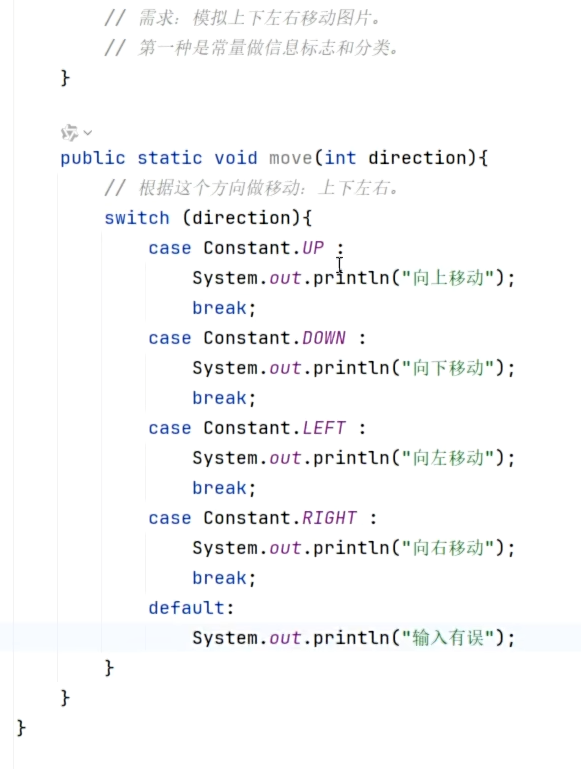 // 需求：模拟上下左右移动图片。
// 第一种是常量做信息标志和分类。
}
public static void move(int direction){
// 根据这个方向做移动：上下左右。
switch (direction){
case Constant.UP :
System.out.println("向上移动");
break;
case Constant.DOWN :
System.out.println("向下移动");
break;
case Constant.LEFT :
System.out.println("向左移动");
break;
case Constant.RIGHT :
System.out.println("向右移动");
break;
default:
System.out.println("输入有误");
}
}
}